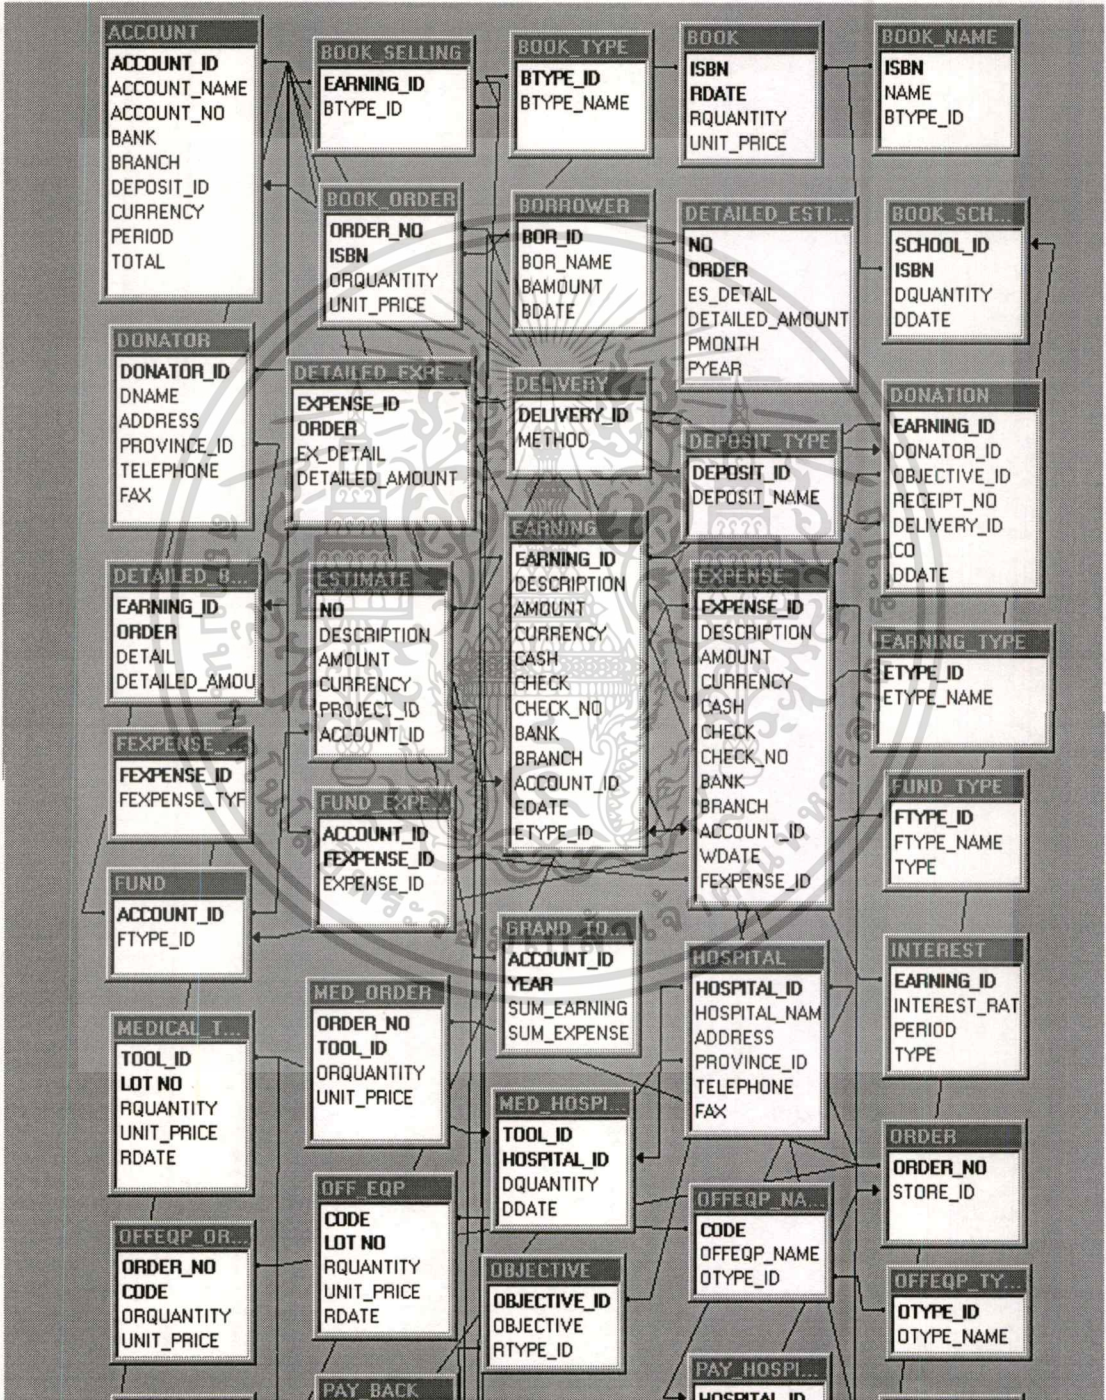 ACCOUNT
ACCOUNT_ID
ACCOUNT_NAME
ACCOUNT_NO
BANK
BRANCH
DEPOSIT_ID
CURRENCY
PERIOD
TOTAL
BOOK_SELLING
EARNING_ID
BTYPE_ID
BOOK_TYPE
BTYPE_ID
BTYPE_NAME
BOOK
ISBN
RDATE
RQUANTITY
UNIT_PRICE
BOOK_NAME
ISBN
NAME
BTYPE_ID
BOOK_ORDER
ORDER_NO
ISBN
ORQUANTITY
UNIT_PRICE
BORROWER
BOR_ID
BOR_NAME
BAMOUNT
BDATE
DETAILED_ESTI...
NO
ORDER
ES_DETAIL
DETAILED_AMOUNT
PMONTH
PYEAR
BOOK_SCH...
SCHOOL_ID
ISBN
DQUANTITY
DDATE
DONATOR
DONATOR_ID
DNAME
ADDRESS
PROVINCE_ID
TELEPHONE
FAX
DETAILED_EXPE...
EXPENSE_ID
ORDER
EX_DETAIL
DETAILED_AMOUNT
DELIVERY
DELIVERY_ID
METHOD
DEPOSIT_TYPE
DEPOSIT_ID
DEPOSIT_NAME
DONATION
EARNING_ID
DONATOR_ID
OBJECTIVE_ID
RECEIPT_NO
DELIVERY_ID
CO
DDATE
DETAILED_B...
EARNING_ID
ORDER
DETAIL
DETAILED_AMOU
ESTIMATE
NO
DESCRIPTION
AMOUNT
CURRENCY
PROJECT_ID
ACCOUNT_ID
EARNING
EARNING_ID
DESCRIPTION
AMOUNT
CURRENCY
CASH
CHECK
CHECK_NO
BANK
BRANCH
ACCOUNT_ID
EDATE
ETYPE_ID
EXPENSE
EXPENSE_ID
DESCRIPTION
AMOUNT
CURRENCY
CASH
CHECK
CHECK_NO
BANK
BRANCH
ACCOUNT_ID
WDATE
FEXPENSE_ID
EARNING_TYPE
ETYPE_ID
ETYPE_NAME
FEXPENSE_...
FEXPENSE_ID
FEXPENSE_TYF
FUND_EXPE...
ACCOUNT_ID
FEXPENSE_ID
EXPENSE_ID
FUND_TYPE
FTYPE_ID
FTYPE_NAME
TYPE
FUND
ACCOUNT_ID
FTYPE_ID
GRAND_TO...
ACCOUNT_ID
YEAR
SUM_EARNING
SUM_EXPENSE
HOSPITAL
HOSPITAL_ID
HOSPITAL_NAM
ADDRESS
PROVINCE_ID
TELEPHONE
FAX
INTEREST
EARNING_ID
INTEREST_RAT
PERIOD
TYPE
MEDICAL_T...
TOOL_ID
LOT NO
RQUANTITY
UNIT_PRICE
RDATE
MED_ORDER
ORDER_NO
TOOL_ID
ORQUANTITY
UNIT_PRICE
MED_HOSPI...
TOOL_ID
HOSPITAL_ID
DQUANTITY
DDATE
ORDER
ORDER_NO
STORE_ID
OFFEQP_OR...
ORDER_NO
CODE
ORQUANTITY
UNIT_PRICE
OFF_EQP
CODE
LOT NO
RQUANTITY
UNIT_PRICE
RDATE
OBJECTIVE
OBJECTIVE_ID
OBJECTIVE
RTYPE_ID
OFFEQP_NA...
CODE
OFFEQP_NAME
OTYPE_ID
OFFEQP_TY...
OTYPE_ID
OTYPE_NAME
PAY_BACK
PAY_HOSPI...
HOSPITAL_ID